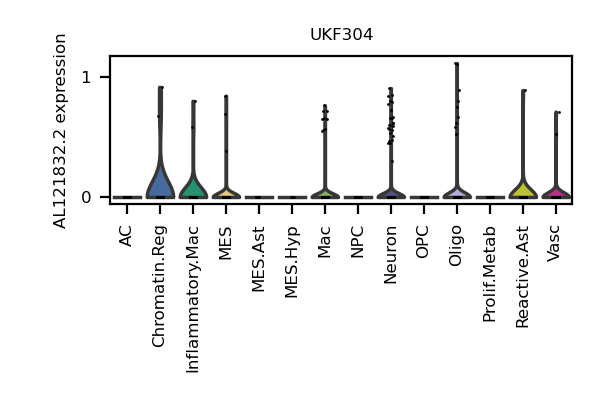 UKF304
AL121832.2 expression
1
0
AC
Chromatin.Reg
Inflammatory.Mac
MES
MES.Ast
MES.Hyp
Mac
NPC
Neuron
OPC
Oligo
Prolif.Metab
Reactive.Ast
Vasc